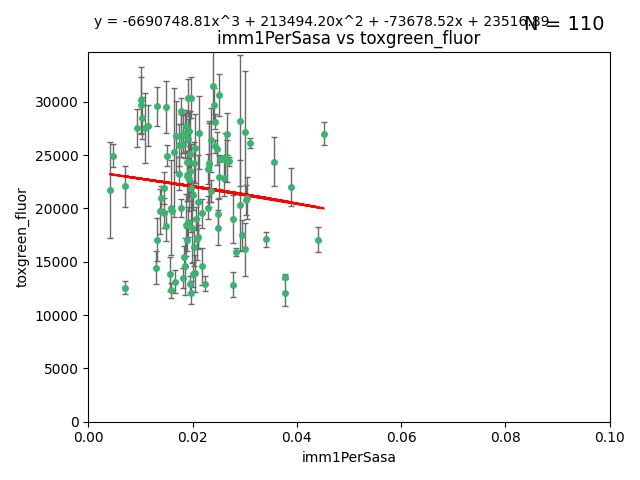 y = -6690748.81x^3 + 213494.20x^2 + -73678.52x + 23516.89
N = 110
imm1PerSasa vs toxgreen_fluor
30000
25000
20000
15000
10000
5000
0
toxgreen_fluor
0.00 0.02 0.04 0.06 0.08 0.10
imm1PerSasa